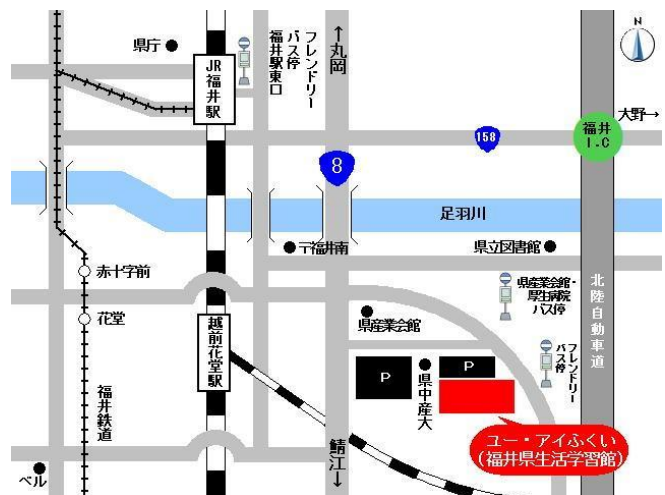 県庁
JR福井駅
フレンドリー
バス停
福井駅東口
↑丸岡
N
大野→
福井
I.C
158
8
足羽川
〒福井南
県立図書館
赤十字前
花堂
越前花堂駅
福井鉄道
ベル
県産業会館
県産業会館・
厚生病院
バス停
北陸自動車道
フレンドリー
バス停
P
県中産大
P
鯖江↓
ユー・アイふくい
(福井県生活学習館)